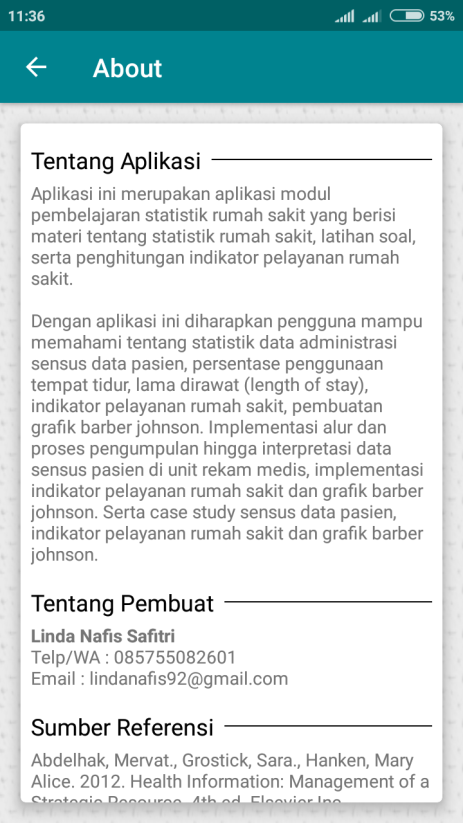 11:36
53%
About
Tentang Aplikasi
Aplikasi ini merupakan aplikasi modul
pembelajaran statistik rumah sakit yang berisi
materi tentang statistik rumah sakit, latihan soal,
serta penghitungan indikator pelayanan rumah
sakit.
Dengan aplikasi ini diharapkan pengguna mampu
memahami tentang statistik data administrasi
sensus data pasien, persentase penggunaan
tempat tidur, lama dirawat (length of stay),
indikator pelayanan rumah sakit, pembuatan
grafik barber johnson. Implementasi alur dan
proses pengumpulan hingga interpretasi data
sensus pasien di unit rekam medis, implementasi
indikator pelayanan rumah sakit dan grafik barber
johnson. Serta case study sensus data pasien,
indikator pelayanan rumah sakit dan grafik barber
johnson.
Tentang Pembuat
Linda Nafis Safitri
Telp/WA : 085755082601
Email : lindanafis92@gmail.com
Sumber Referensi
Abdelhak, Mervat., Grostick, Sara., Hanken, Mary
Alice. 2012. Health Information: Management of a
Strategic Resource. 4th ed. Elsevier Inc